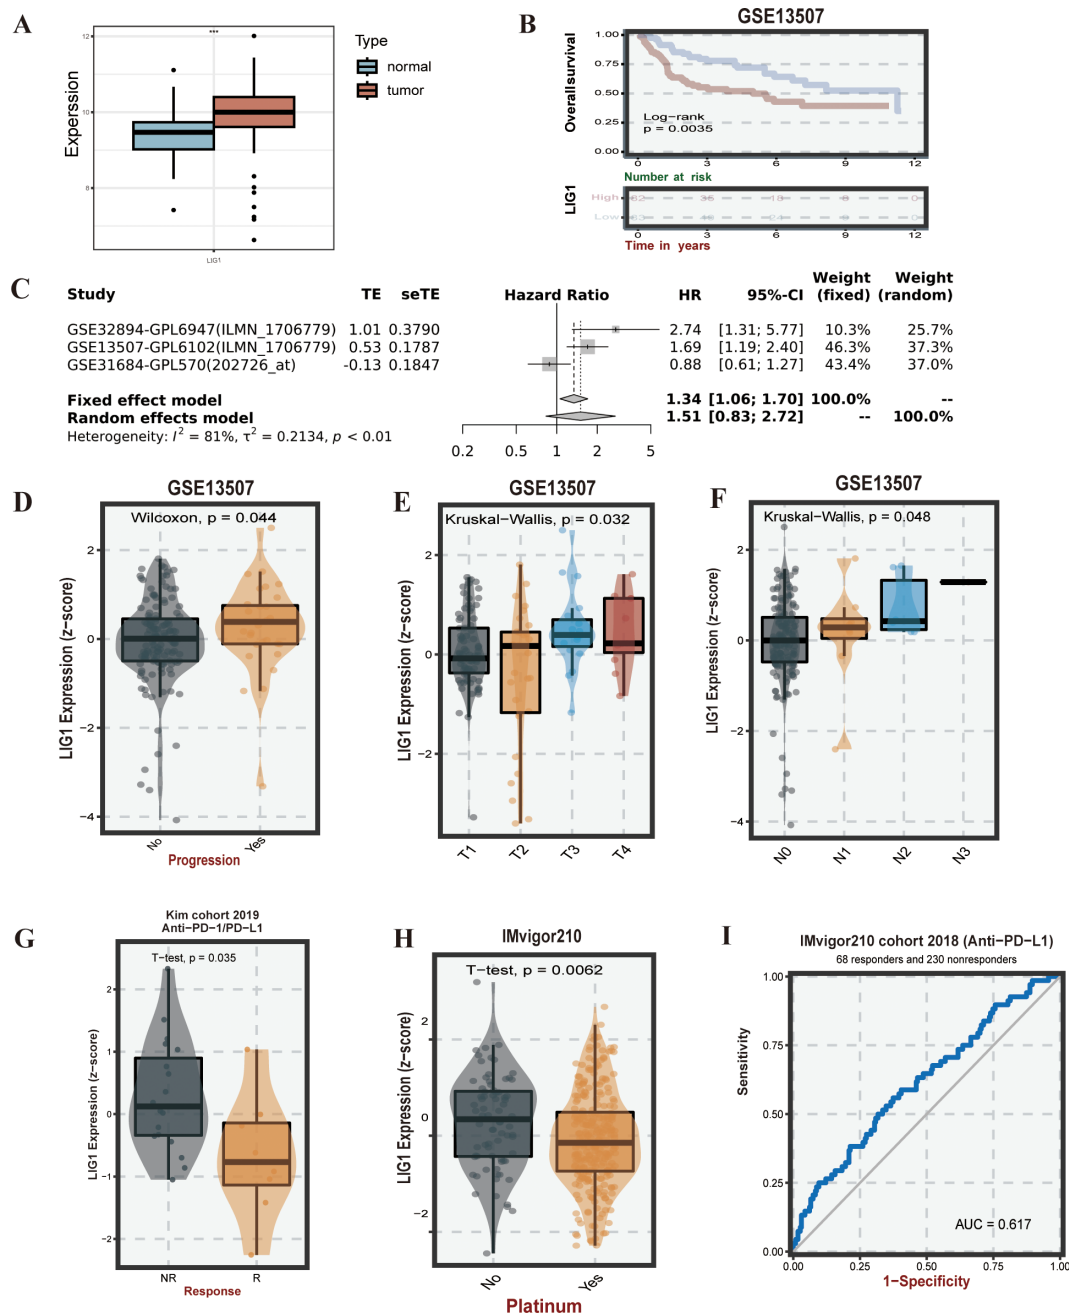 A
***
12
10
8
Experssion
LIG1
Type
normal
tumor
B
GSE13507
Overall survival
1.00
0.75
0.50
0.25
0.00
Log-rank
p = 0.0035
0 3 6 9 12
Number at risk
LIG1
High 62 35 18 8 0
Low
0 3 6 9 12
Time in years
C
Study TE seTE Hazard Ratio HR 95%-CI Weight (fixed) Weight (random)
GSE32894-GPL6947(ILMN_1706779) 1.01 0.3790 2.74 [1.31; 5.77] 10.3% 25.7%
GSE13507-GPL6102(ILMN_1706779) 0.53 0.1787 1.69 [1.19; 2.40] 46.3% 37.3%
GSE31684-GPL570(202726_at) -0.13 0.1847 0.88 [0.61; 1.27] 43.4% 37.0%
Fixed effect model 1.34 [1.06; 1.70] 100.0% --
Random effects model 1.51 [0.83; 2.72] -- 100.0%
Heterogeneity: I² = 81%, τ² = 0.2134, p < 0.01
0.2 0.5 1 2 5
D
GSE13507
Wilcoxon, p = 0.044
LIG1 Expression (z-score)
2
0
−2
−4
No Yes
Progression
E
GSE13507
Kruskal−Wallis, p = 0.032
LIG1 Expression (z-score)
2
0
−2
T1 T2 T3 T4
F
GSE13507
Kruskal−Wallis, p = 0.048
LIG1 Expression (z-score)
2
0
−2
−4
N0 N1 N2 N3
G
Kim cohort 2019
Anti−PD−1/PD−L1
T−test, p = 0.035
LIG1 Expression (z−score)
2
1
0
−1
−2
NR R
Response
H
IMvigor210
T−test, p = 0.0062
LIG1 Expression (z−score)
2
0
−2
No Yes
Platinum
I
IMvigor210 cohort 2018 (Anti−PD−L1)
68 responders and 230 nonresponders
Sensitivity
1.00
0.75
0.50
0.25
0.00
AUC = 0.617
0.00 0.25 0.50 0.75 1.00
1−Specificity